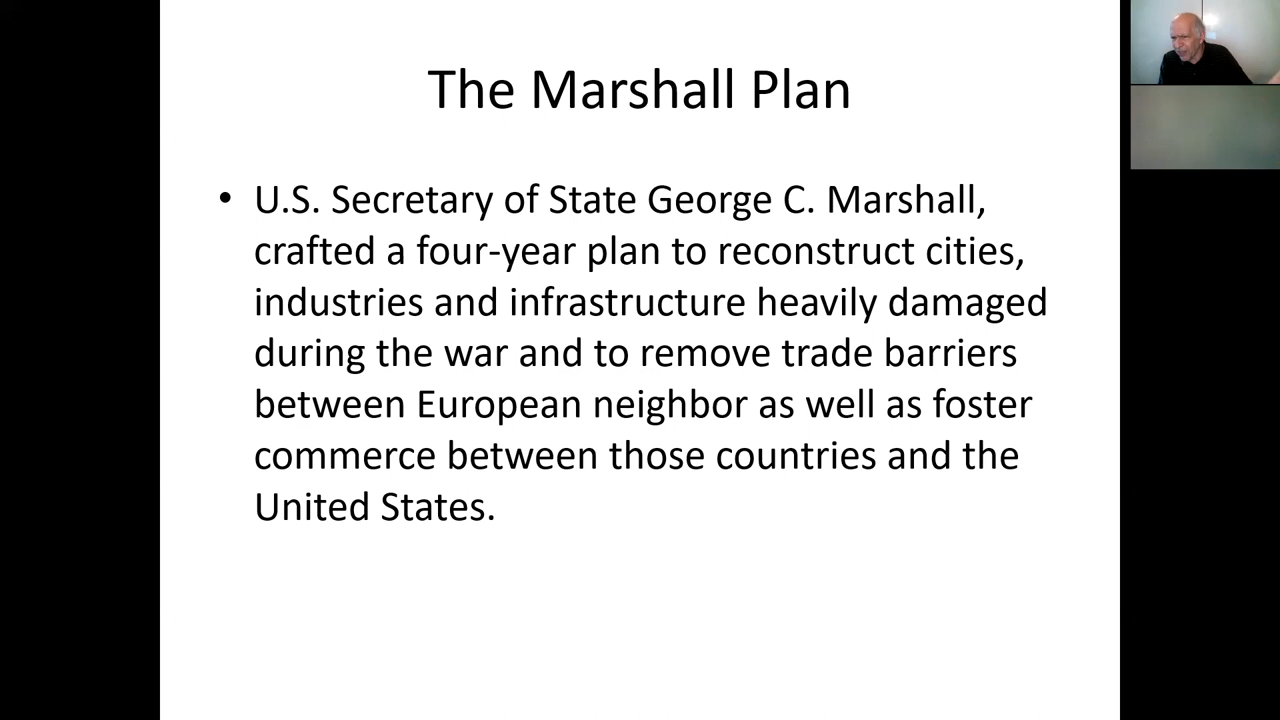 The Marshall Plan
• U.S. Secretary of State George C. Marshall,
crafted a four-year plan to reconstruct cities,
industries and infrastructure heavily damaged
during the war and to remove trade barriers
between European neighbor as well as foster
commerce between those countries and the
United States.